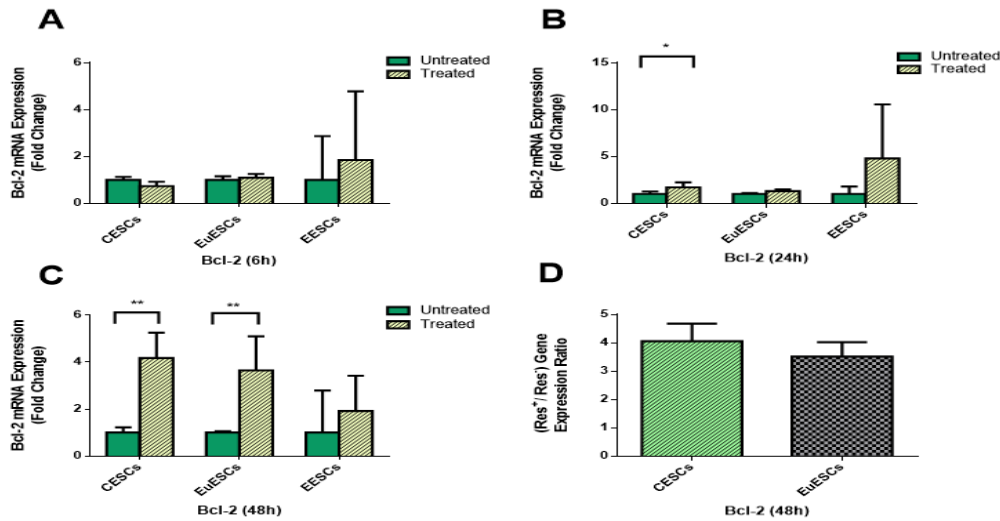 A
Bcl-2 mRNA Expression
(Fold Change)
6
4
2
0
Untreated
Treated
CESCs
EuESCs
EESCs
Bcl-2 (6h)
B
Bcl-2 mRNA Expression
(Fold Change)
15
10
5
0
*
Untreated
Treated
CESCs
EuESCs
EESCs
Bcl-2 (24h)
C
Bcl-2 mRNA Expression
(Fold Change)
6
4
2
0
**
**
Untreated
Treated
CESCs
EuESCs
EESCs
Bcl-2 (48h)
D
(Res+/ Res-) Gene
Expression Ratio
5
4
3
2
1
0
CESCs
EuESCs
Bcl-2 (48h)